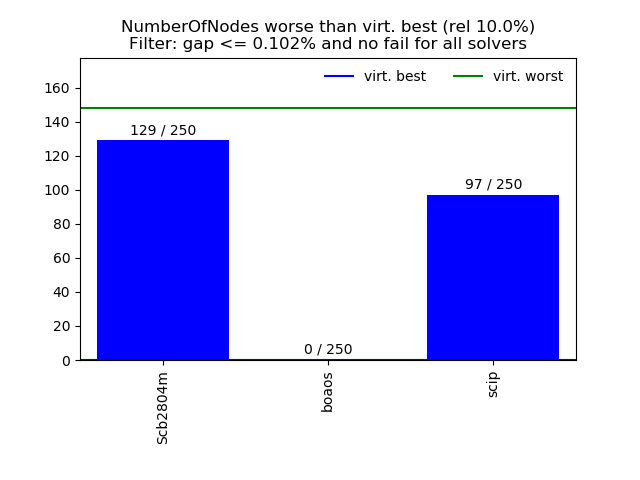 NumberOfNodes worse than virt. best (rel 10.0%)
Filter: gap <= 0.102% and no fail for all solvers
virt. best
virt. worst
160
140
120
100
80
60
40
20
0
129 / 250
0 / 250
97 / 250
Scb2804m
boaos
scip